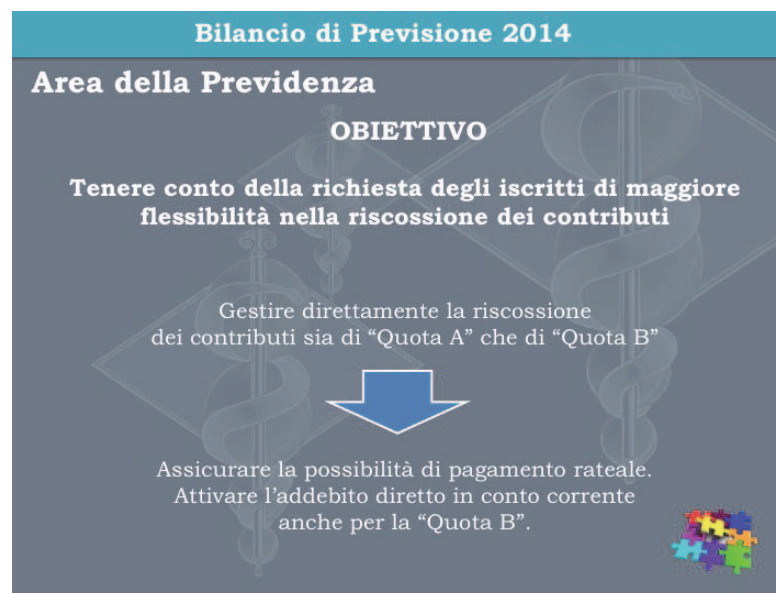 Bilancio di Previsione 2014
Area della Previdenza
OBIETTIVO
Tenere conto della richiesta degli iscritti di maggiore
flessibilità nella riscossione dei contributi
Gestire direttamente la riscossione
dei contributi sia di “Quota A” che di “Quota B”
Assicurare la possibilità di pagamento rateale.
Attivare l’addebito diretto in conto corrente
anche per la “Quota B”.